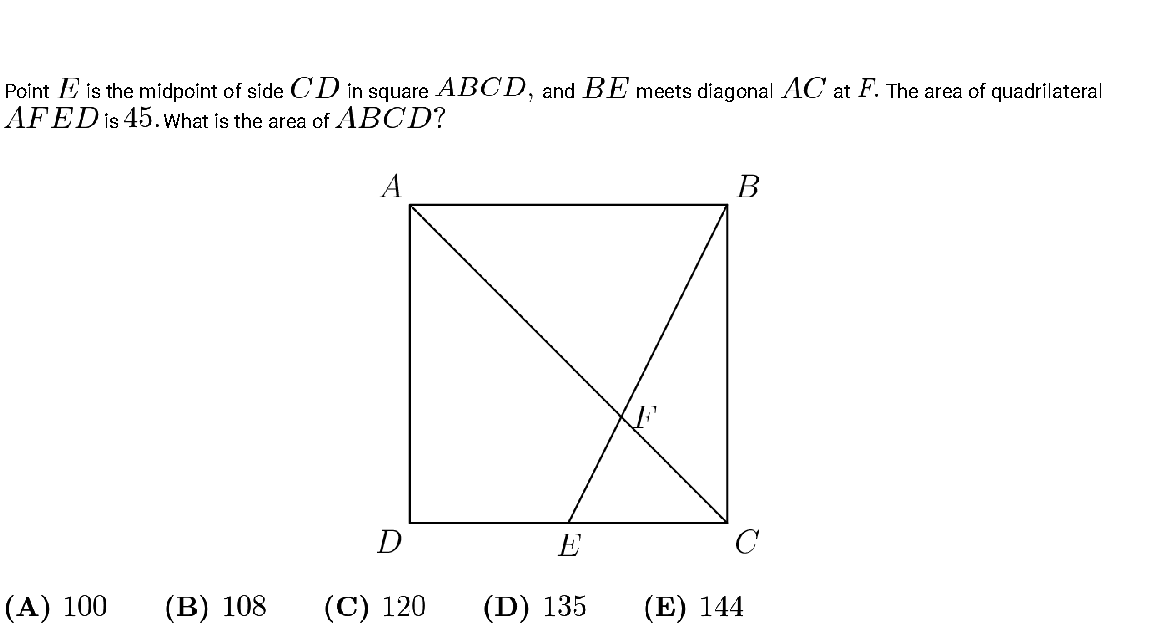 Point E is the midpoint of side CD in square ABCD, and BE meets diagonal AC at F. The area of quadrilateral
AFED is 45. What is the area of ABCD?
A B
F
D E C
(A) 100 (B) 108 (C) 120 (D) 135 (E) 144